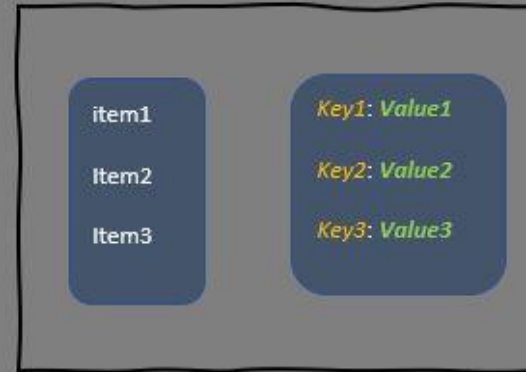 item1
Item2
Item3
Key1: Value1
Key2: Value2
Key3: Value3